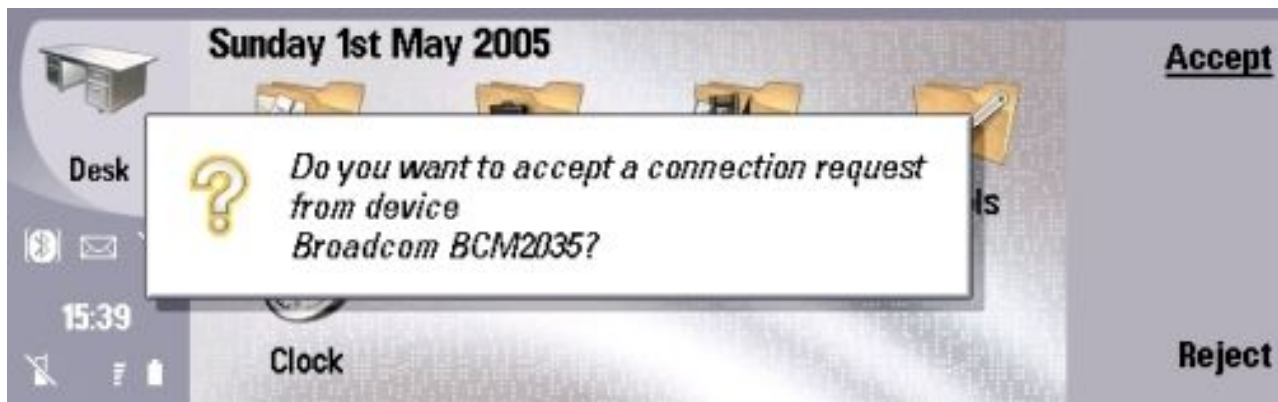 Sunday 1st May 2005
Accept
Desk
Do you want to accept a connection request
from device
Broadcom BCM2035?
ls
15:39
Clock
Reject